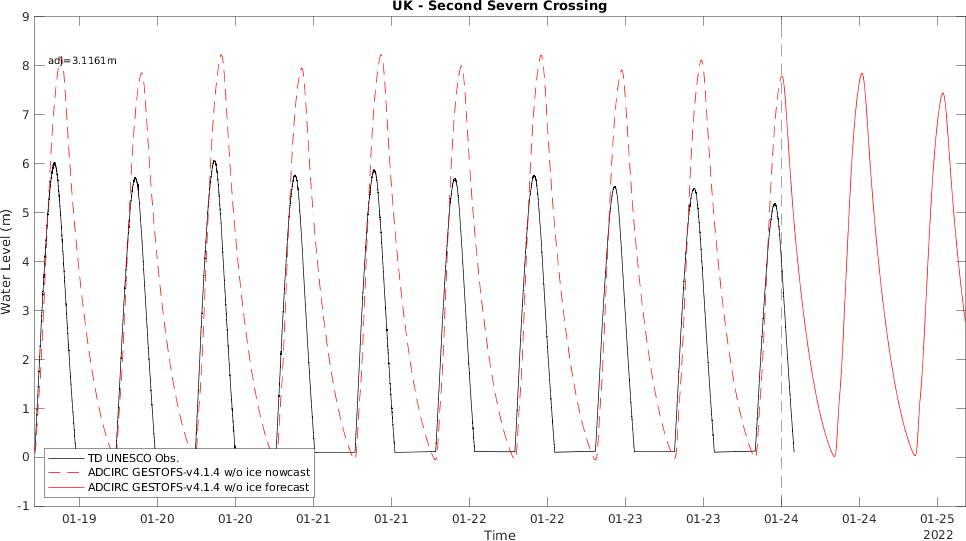 UK - Second Severn Crossing
adj=3.1161m
9
8
7
6
5
4
3
2
1
0
-1
Water Level (m)
TD UNESCO Obs.
ADCIRC GESTOFS-v4.1.4 w/o ice nowcast
ADCIRC GESTOFS-v4.1.4 w/o ice forecast
01-19 01-20 01-20 01-21 01-21 01-22 01-22 01-23 01-23 01-24 01-24 01-25
Time
2022